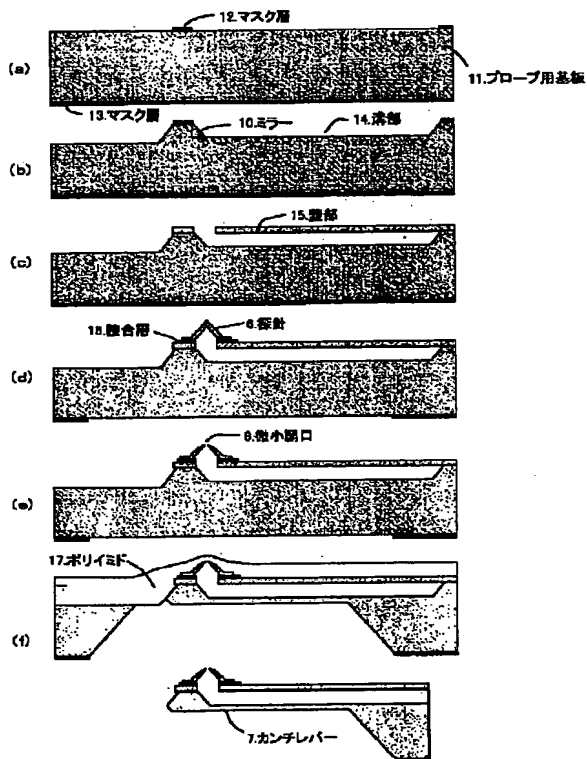 12.マスク層
(a)
11.プローブ用基板
13.マスク層
10.ミラー
14.溝部
(b)
15.蓋部
(c)
18.接合層
6.探針
(d)
8.微小開口
(e)
17.ポリイミド
(f)
7.カンチレバー